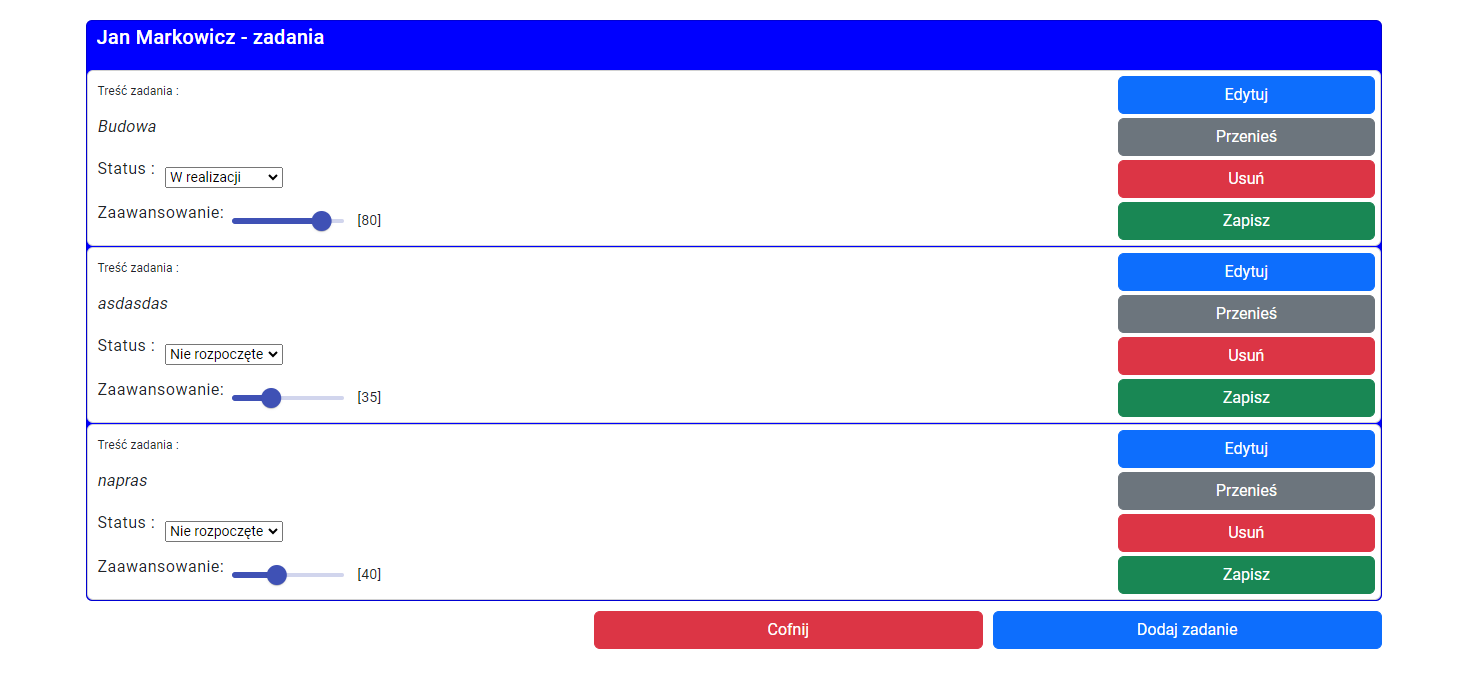 Jan Markowicz - zadania
Treść zadania :
Budowa
Status : W realizacji
Zaawansowanie: [80]
Edytuj
Przenieś
Usuń
Zapisz
Treść zadania :
asdasdas
Status : Nie rozpoczęte
Zaawansowanie: [35]
Edytuj
Przenieś
Usuń
Zapisz
Treść zadania :
napras
Status : Nie rozpoczęte
Zaawansowanie: [40]
Edytuj
Przenieś
Usuń
Zapisz
Cofnij Dodaj zadanie